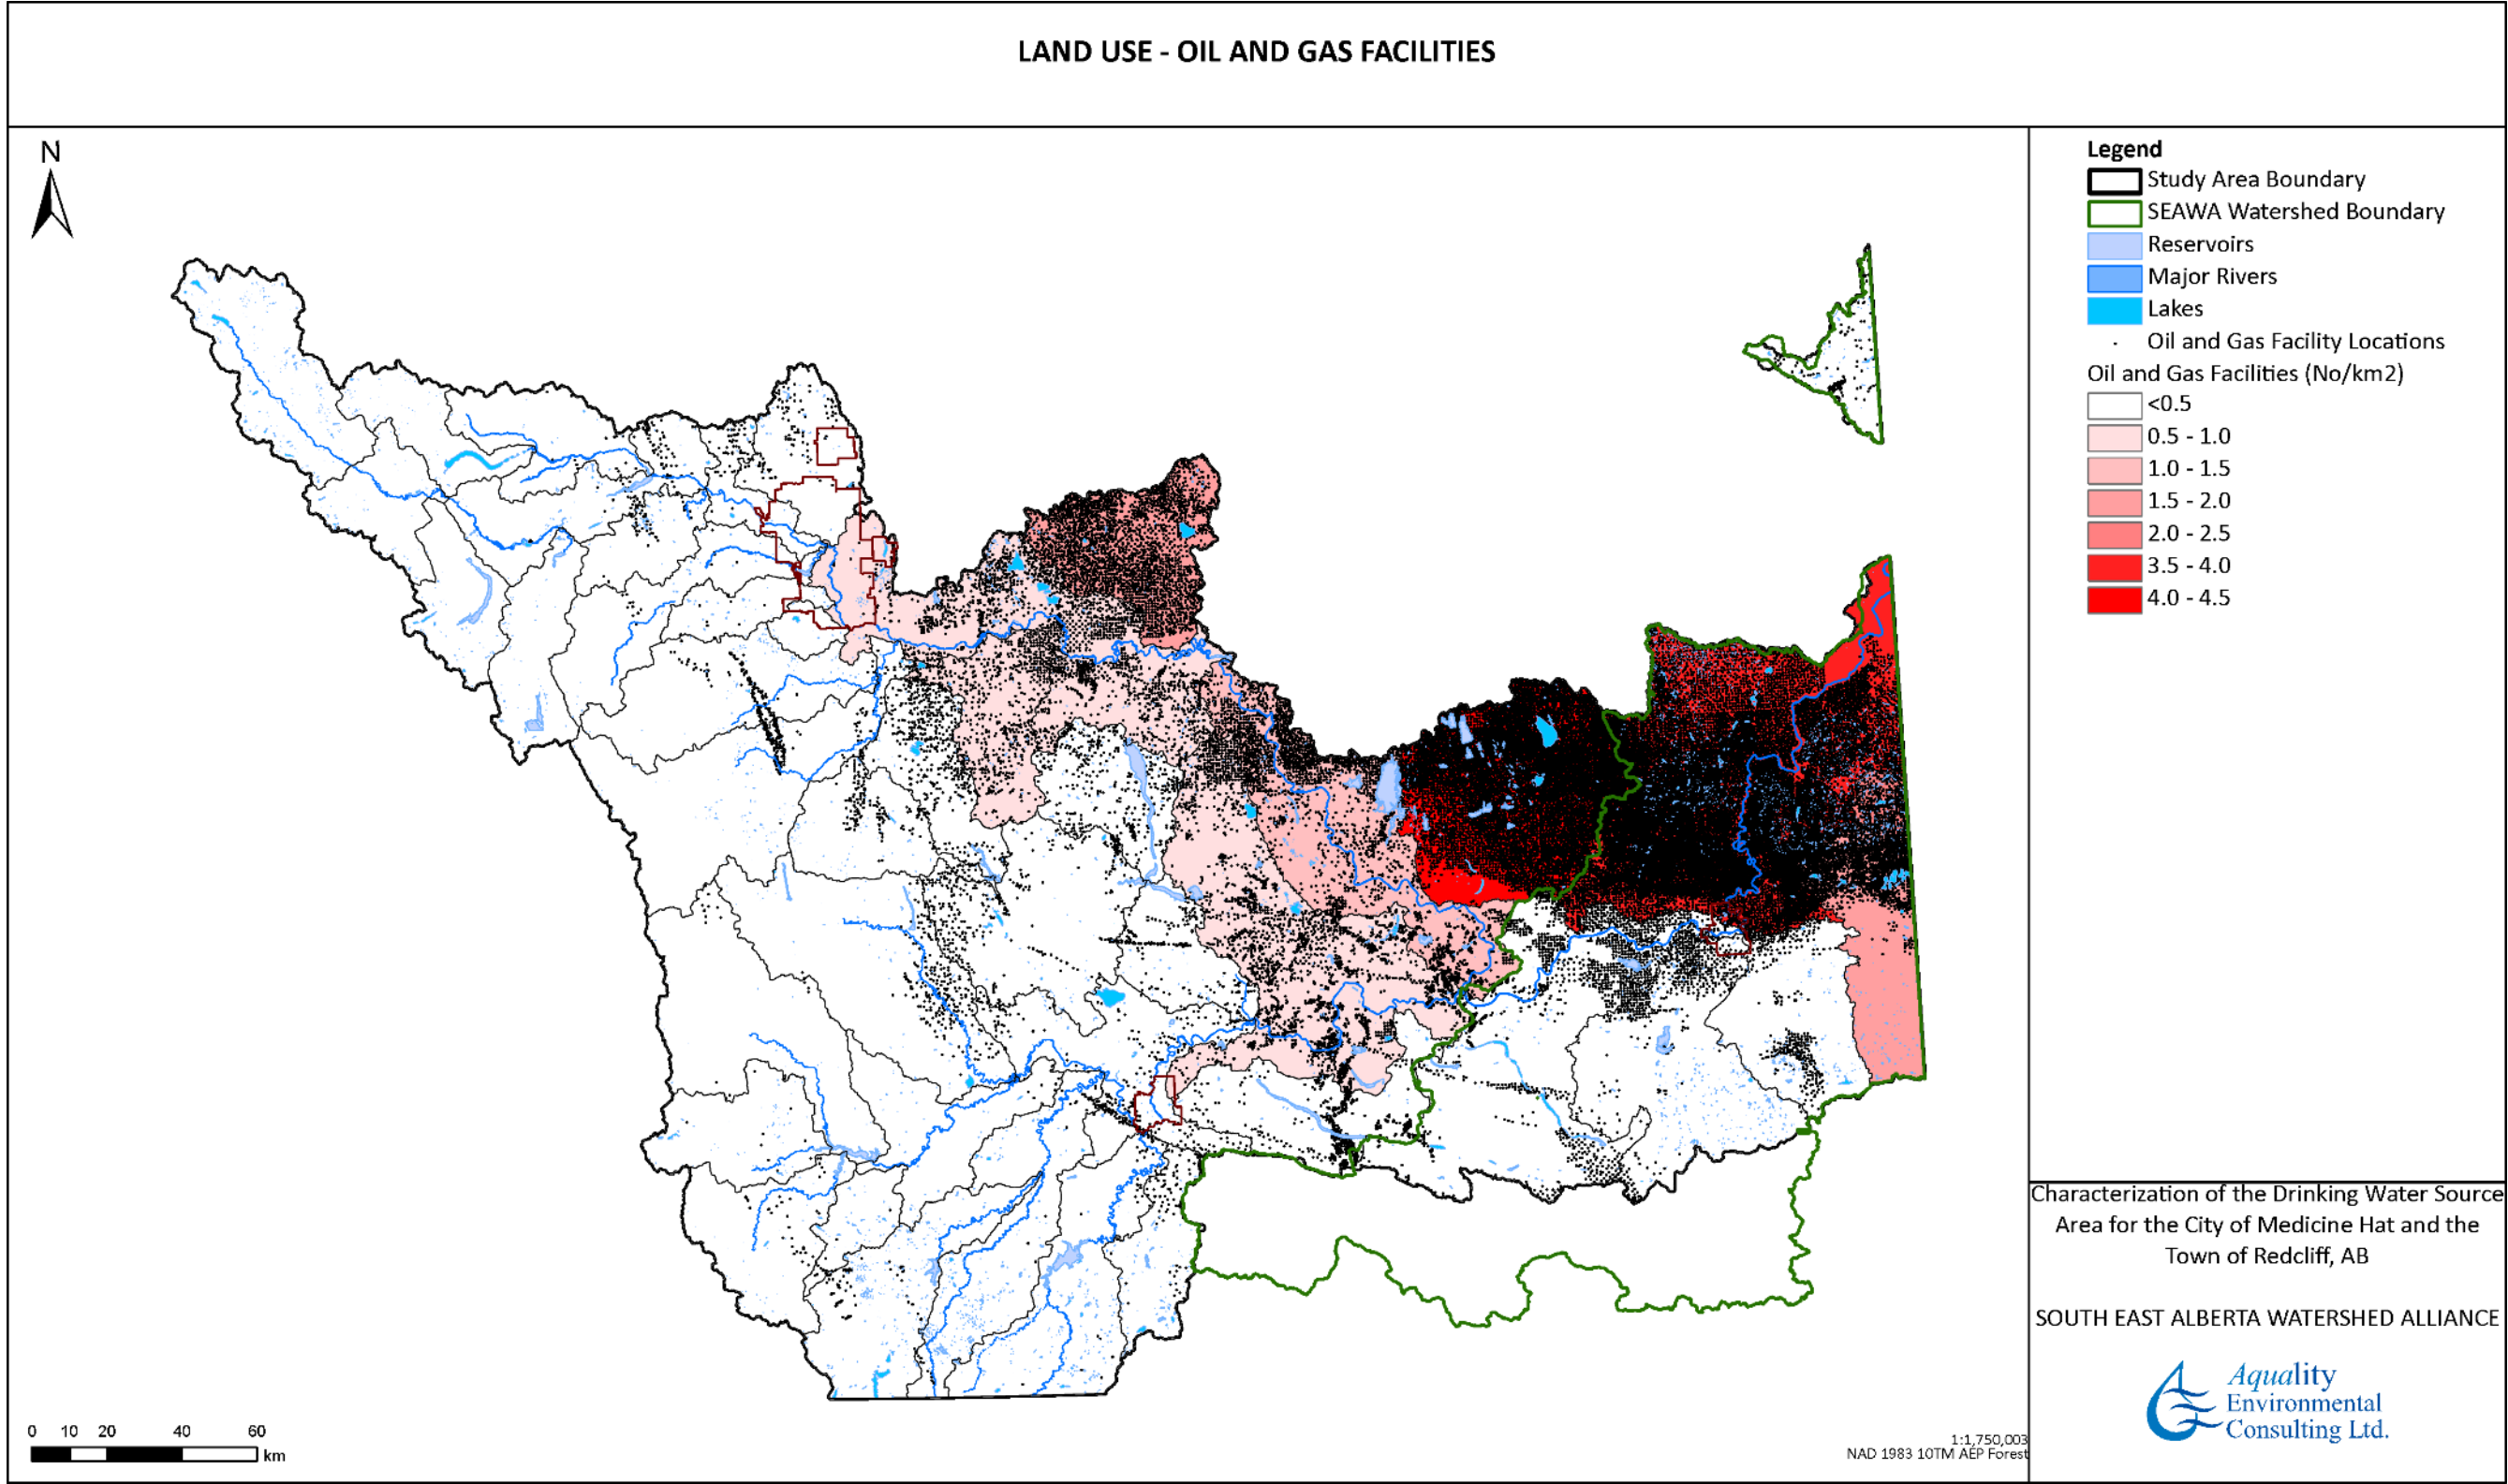 LAND USE - OIL AND GAS FACILITIES
N
Legend
Study Area Boundary
SEAWA Watershed Boundary
Reservoirs
Major Rivers
Lakes
Oil and Gas Facility Locations
Oil and Gas Facilities (No/km2)
<0.5
0.5 - 1.0
1.0 - 1.5
1.5 - 2.0
2.0 - 2.5
3.5 - 4.0
4.0 - 4.5
Characterization of the Drinking Water Source
Area for the City of Medicine Hat and the
Town of Redcliff, AB
SOUTH EAST ALBERTA WATERSHED ALLIANCE
Aquality
Environmental
Consulting Ltd.
0 10 20 40 60
km
1:1,750,003
NAD 1983 10TM AEP Forest